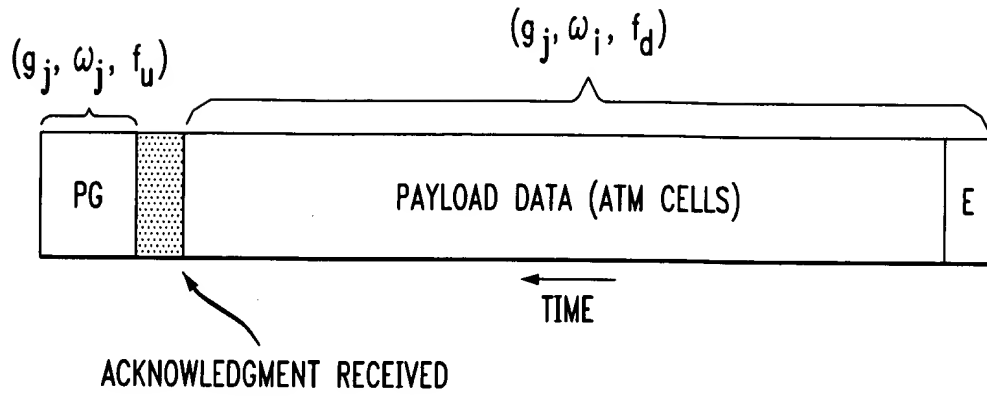 (g_j, ω_j, f_u)
(g_j, ω_i, f_d)
PG
PAYLOAD DATA (ATM CELLS)
E
TIME
ACKNOWLEDGMENT RECEIVED